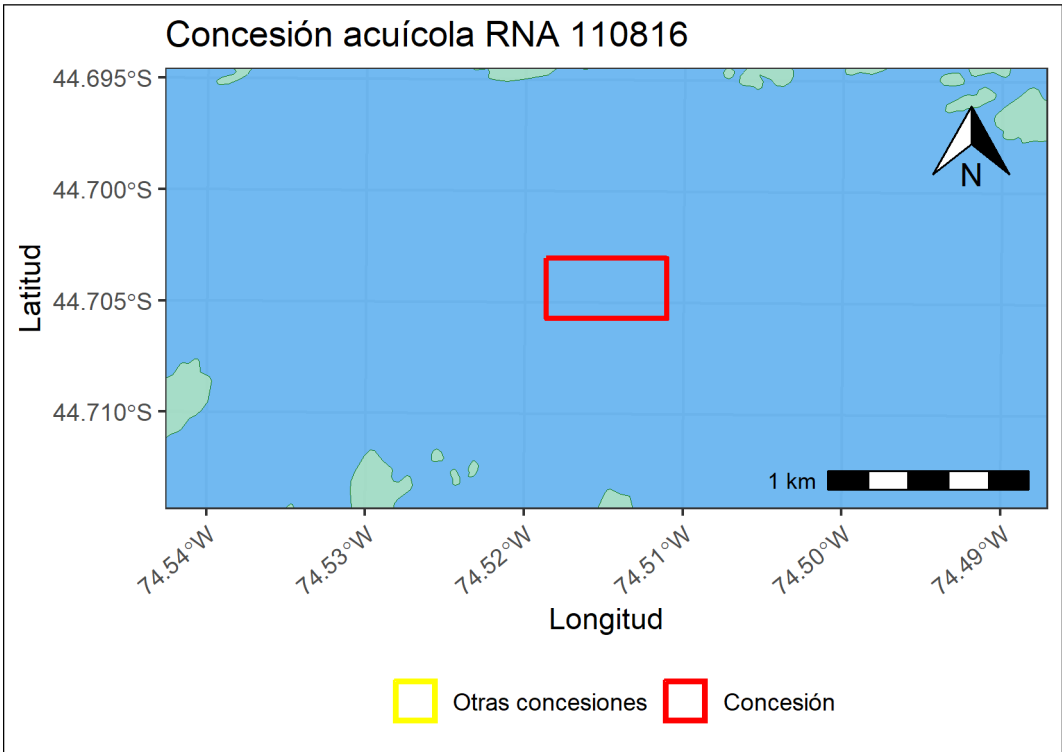 Concesión acuícola RNA 110816
44.695°S
44.700°S
44.705°S
44.710°S
Latitud
N
1 km
74.54°W
74.53°W
74.52°W
74.51°W
74.50°W
74.49°W
Longitud
Otras concesiones
Concesión